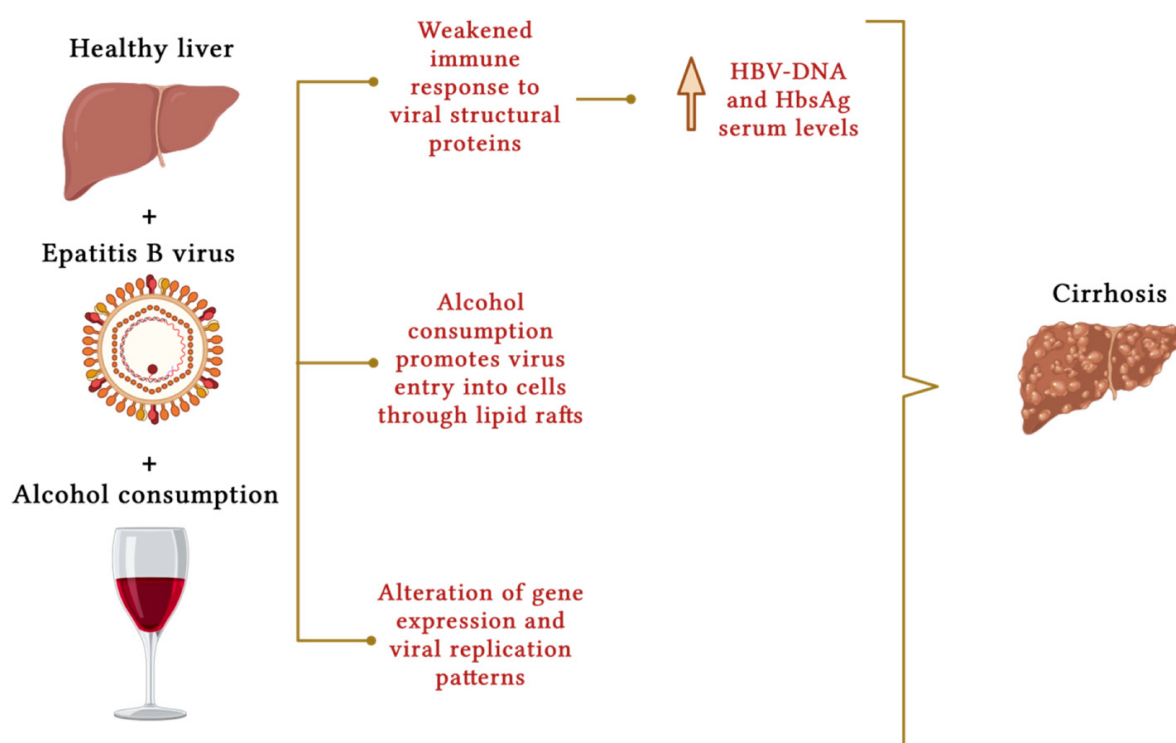 Healthy liver
+
Epatitis B virus
+
Alcohol consumption
Weakened
immune
response to
viral structural
proteins
HBV-DNA
and HbsAg
serum levels
Alcohol
consumption
promotes virus
entry into cells
through lipid rafts
Alteration of gene
expression and
viral replication
patterns
Cirrhosis